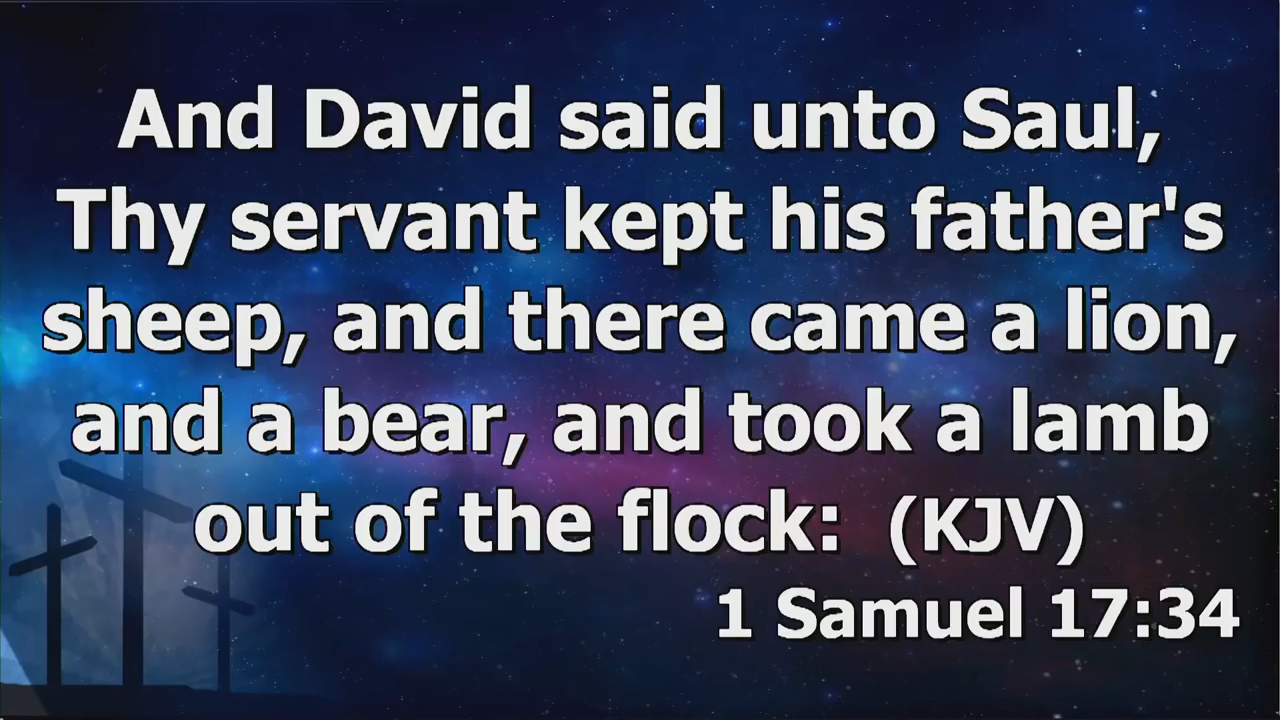 And David said unto Saul,
Thy servant kept his father's
sheep, and there came a lion,
and a bear, and took a lamb
out of the flock:  (KJV)
1 Samuel 17:34